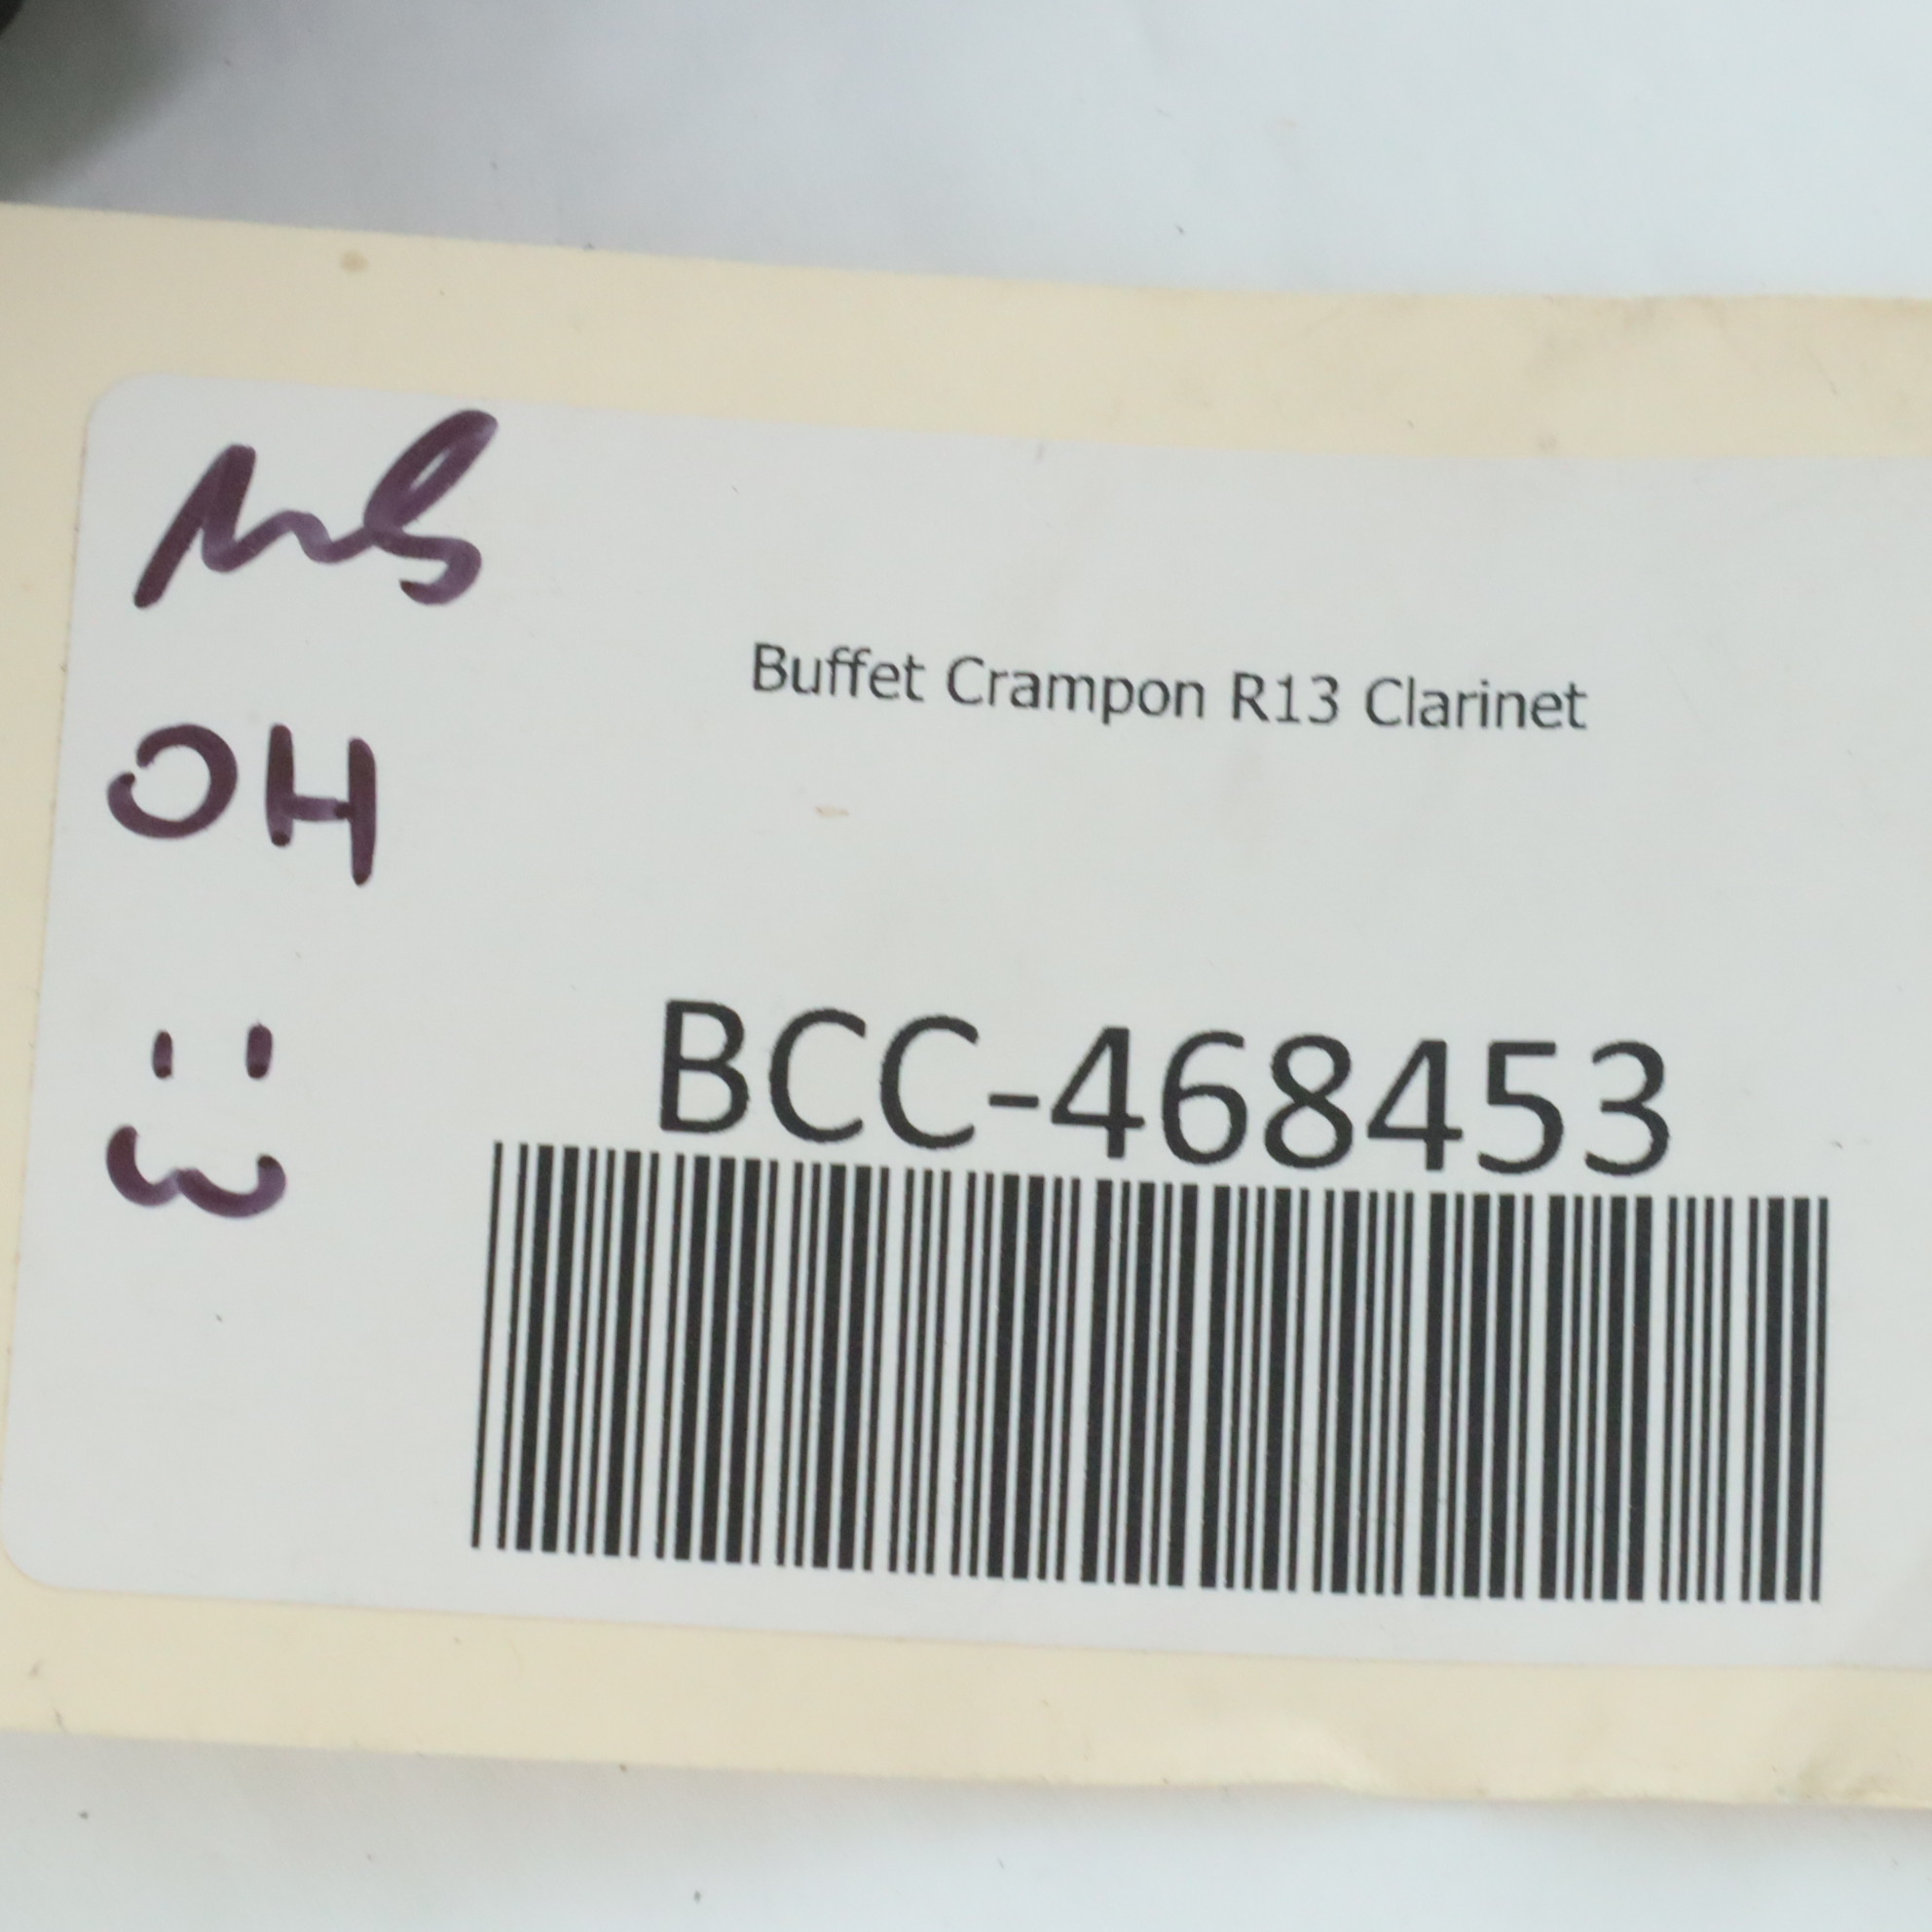 OH
Buffet Crampon R13 Clarinet
BCC-468453